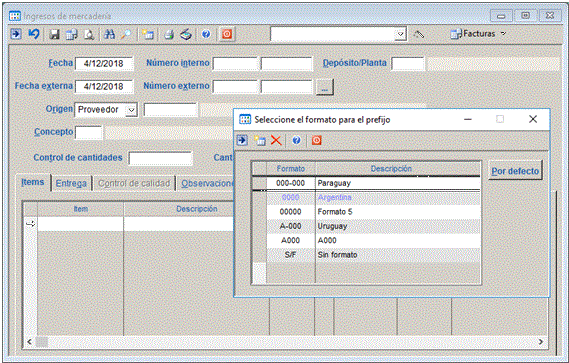 Ingresos de mercadería
Facturas
Fecha 4/12/2018 Número interno Depósito/Planta
Fecha externa 4/12/2018 Número externo ...
Origen Proveedor
Concepto
Control de cantidades Cant
Items Entrega Control de calidad Observacione
Item Descripción
Seleccione el formato para el prefijo
Formato Descripción
000-000 Paraguay
0000 Argentina
00000 Formato 5
A-000 Uruguay
A000 A000
S/F Sin formato
Por defecto